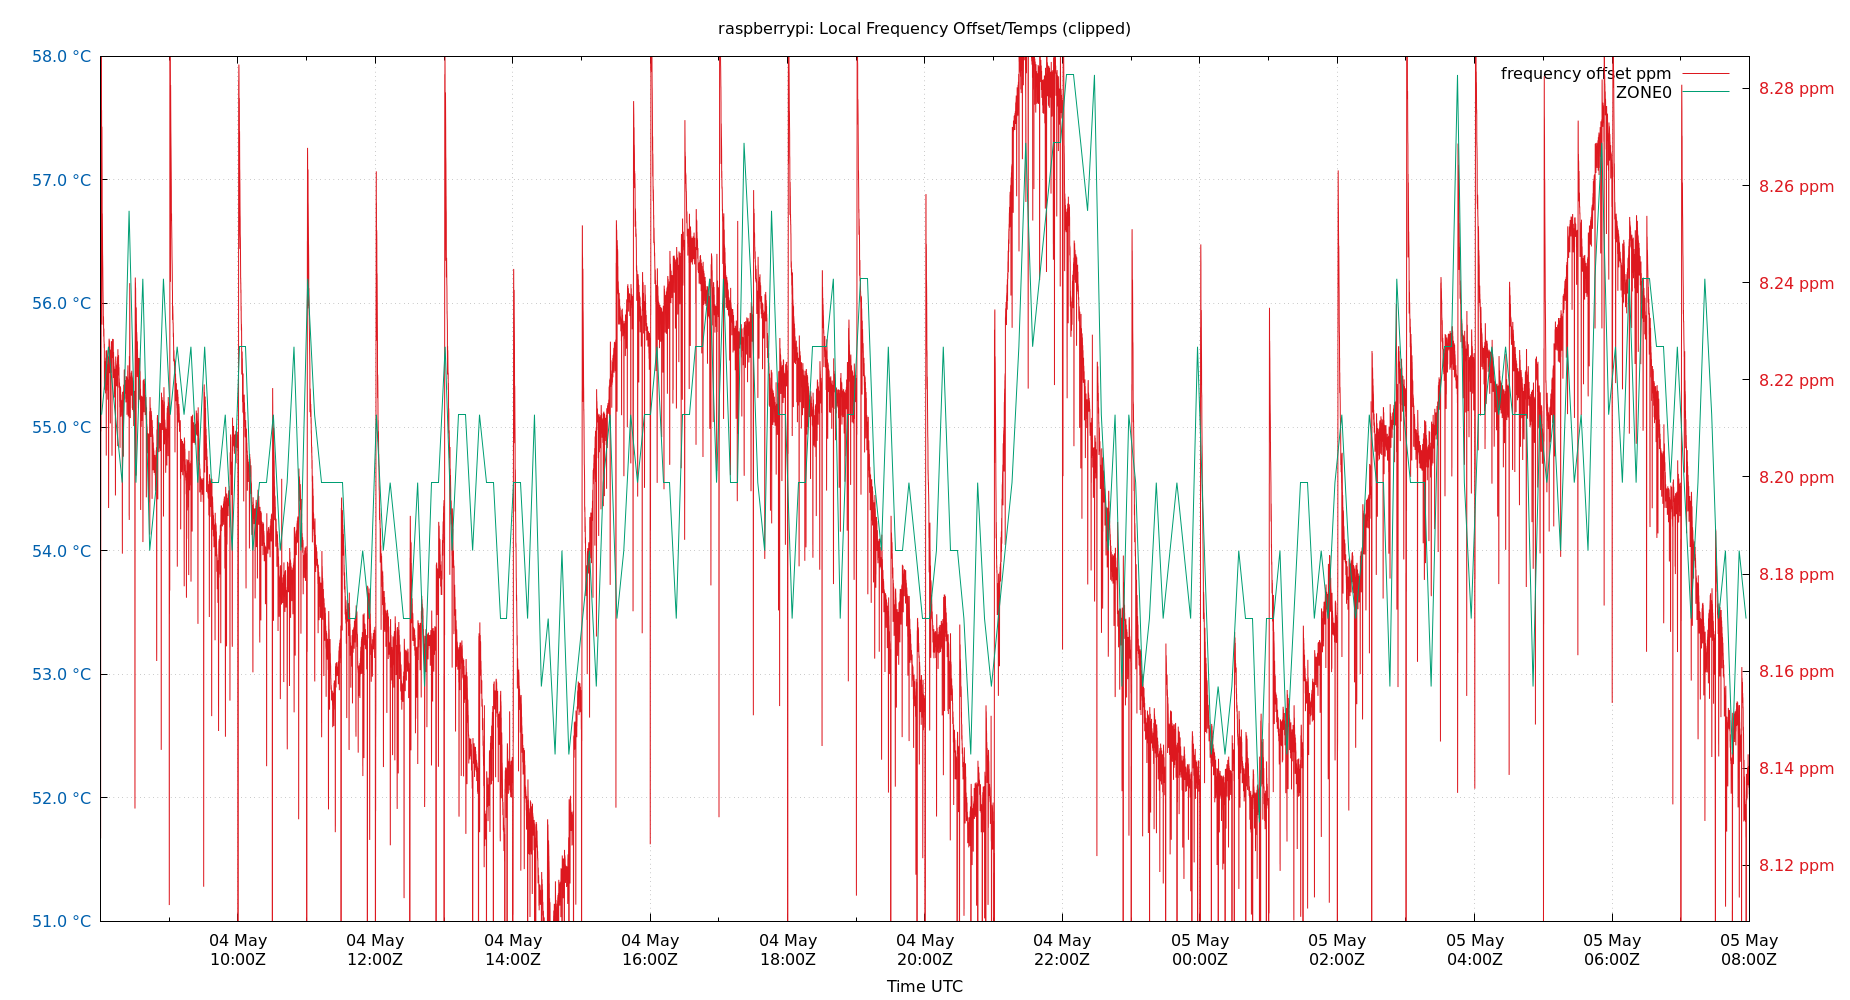 raspberrypi: Local Frequency Offset/Temps (clipped)
frequency offset ppm
ZONE0
58.0 °C
57.0 °C
56.0 °C
55.0 °C
54.0 °C
53.0 °C
52.0 °C
51.0 °C
8.28 ppm
8.26 ppm
8.24 ppm
8.22 ppm
8.20 ppm
8.18 ppm
8.16 ppm
8.14 ppm
8.12 ppm
04 May
10:00Z
04 May
12:00Z
04 May
14:00Z
04 May
16:00Z
04 May
18:00Z
04 May
20:00Z
04 May
22:00Z
05 May
00:00Z
05 May
02:00Z
05 May
04:00Z
05 May
06:00Z
05 May
08:00Z
Time UTC